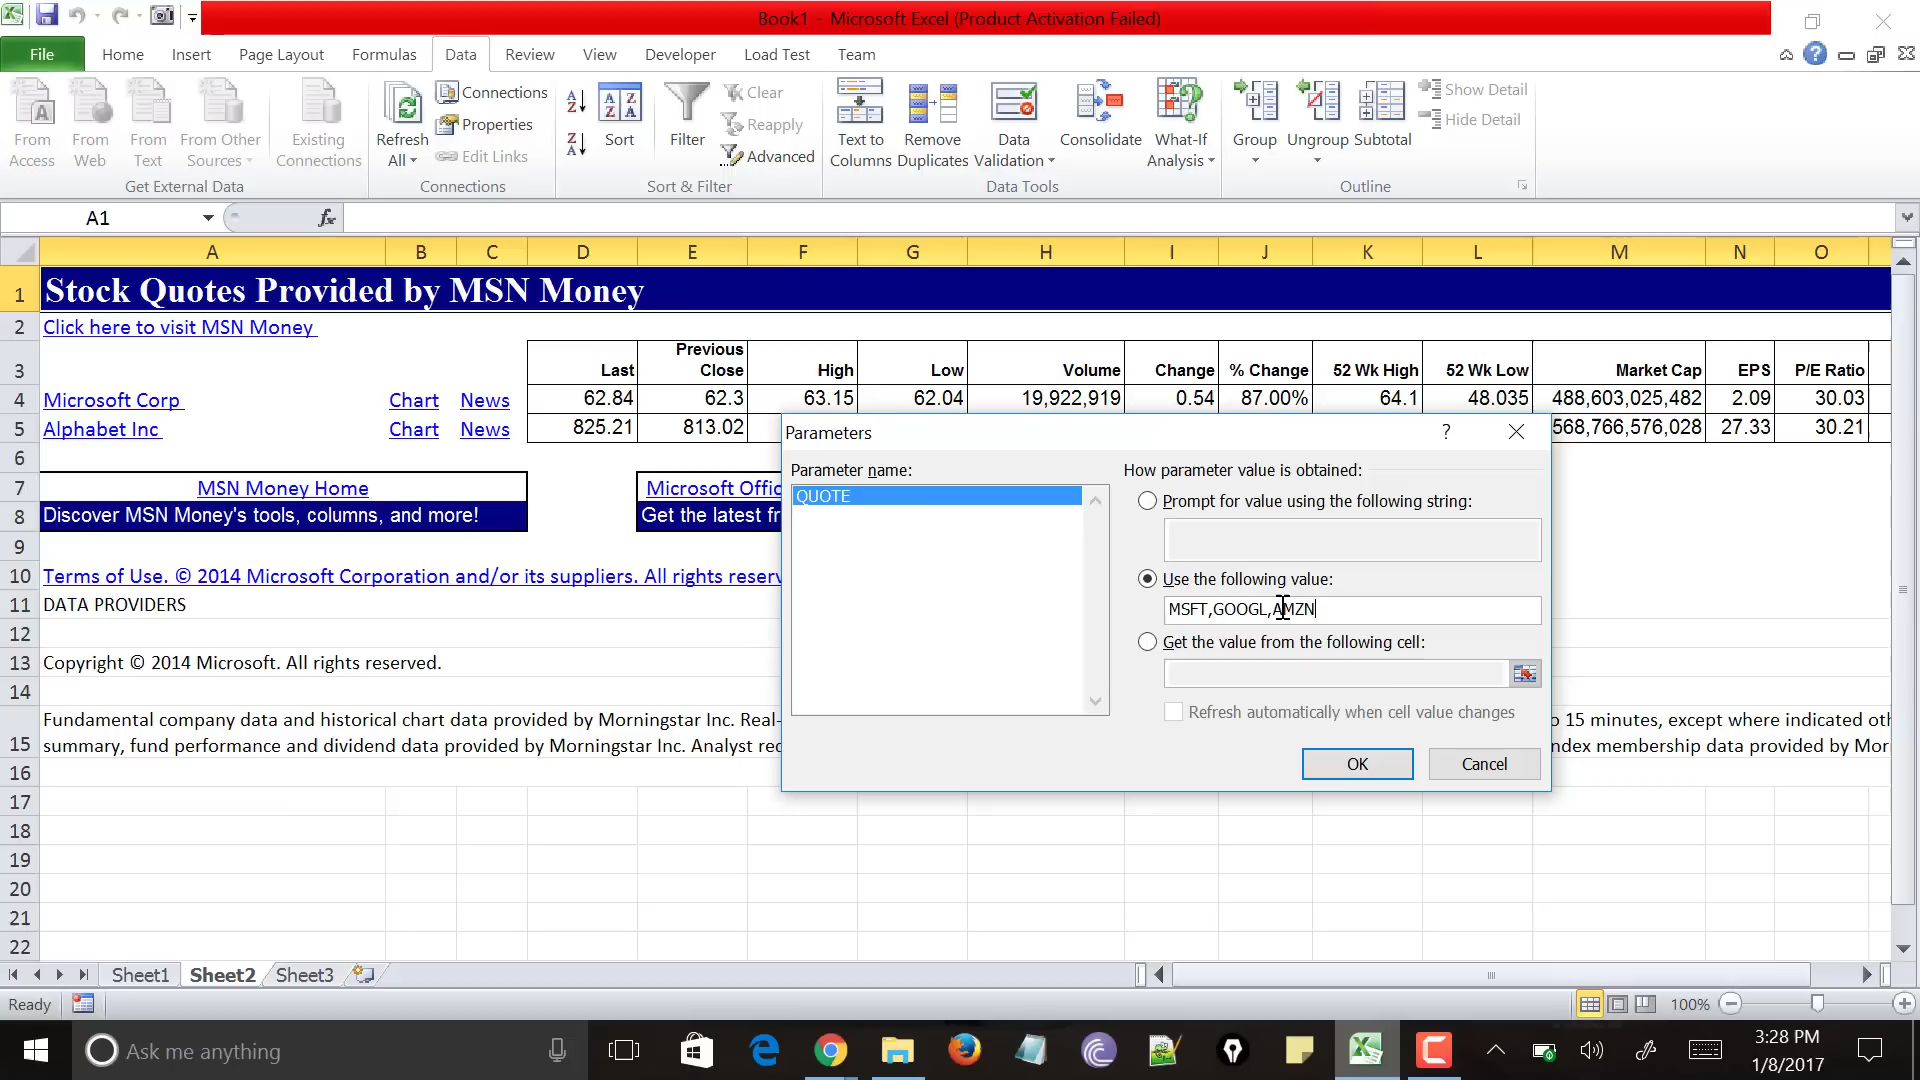 Book1 - Microsoft Excel (Product Activation Failed)
File Home Insert Page Layout Formulas Data Review View Developer Load Test Team
From Access
From Web
From Text
From Other Sources
Existing Connections
Get External Data
Refresh All
Connections
Properties
Edit Links
Connections
Sort
Filter
Clear
Reapply
Advanced
Sort & Filter
Text to Columns
Remove Duplicates
Data Validation
Consolidate
What-If Analysis
Data Tools
Group
Ungroup
Subtotal
Show Detail
Hide Detail
Outline
A1 fx
A B C D E F G H I J K L M N O
1 Stock Quotes Provided by MSN Money
2 Click here to visit MSN Money
3 Last Previous Close High Low Volume Change % Change 52 Wk High 52 Wk Low Market Cap EPS P/E Ratio
4 Microsoft Corp Chart News 62.84 62.3 63.15 62.04 19,922,919 0.54 87.00% 64.1 48.035 488,603,025,482 2.09 30.03
5 Alphabet Inc Chart News 825.21 813.02 568,766,576,028 27.33 30.21
6
7 MSN Money Home Microsoft Offi
8 Discover MSN Money's tools, columns, and more! Get the latest fr
9
10 Terms of Use. © 2014 Microsoft Corporation and/or its suppliers. All rights reserv
11 DATA PROVIDERS
12
13 Copyright © 2014 Microsoft. All rights reserved.
14
15 Fundamental company data and historical chart data provided by Morningstar Inc. Real- o 15 minutes, except where indicated oth
summary, fund performance and dividend data provided by Morningstar Inc. Analyst rec ndex membership data provided by Mor
16
17
18
19
20
21
22
Parameters ?
Parameter name:
QUOTE
How parameter value is obtained:
Prompt for value using the following string:
Use the following value:
MSFT,GOOGL,AMZN
Get the value from the following cell:
Refresh automatically when cell value changes
OK Cancel
Sheet1 Sheet2 Sheet3
Ready 100%
Ask me anything
3:28 PM
1/8/2017